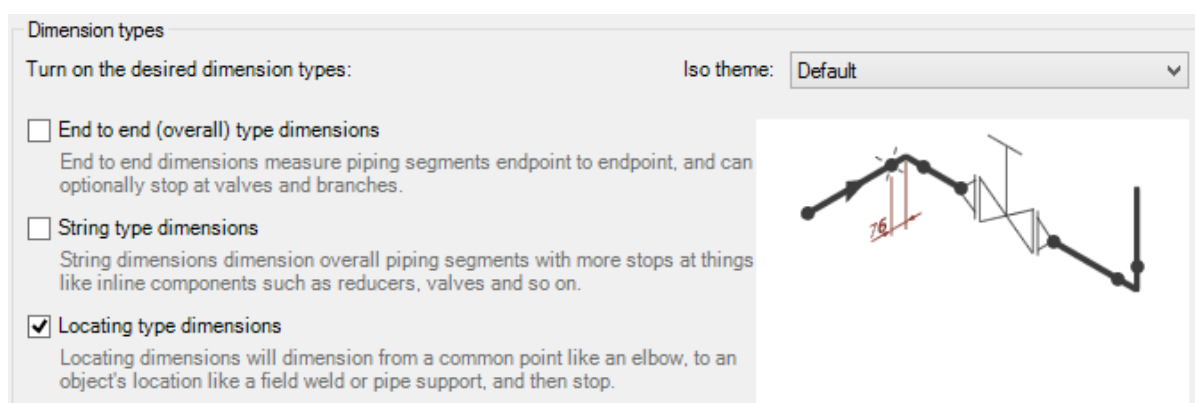 Dimension types
Turn on the desired dimension types:
Iso theme: Default
End to end (overall) type dimensions
End to end dimensions measure piping segments endpoint to endpoint, and can
optionally stop at valves and branches.
String type dimensions
String dimensions dimension overall piping segments with more stops at things
like inline components such as reducers, valves and so on.
Locating type dimensions
Locating dimensions will dimension from a common point like an elbow, to an
object's location like a field weld or pipe support, and then stop.
76